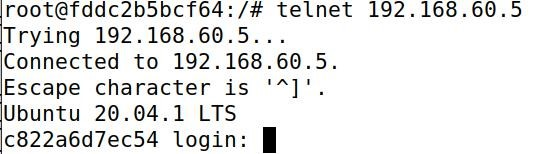 root@fddc2b5bcf64:/# telnet 192.168.60.5
Trying 192.168.60.5...
Connected to 192.168.60.5.
Escape character is '^]'.
Ubuntu 20.04.1 LTS
c822a6d7ec54 login: